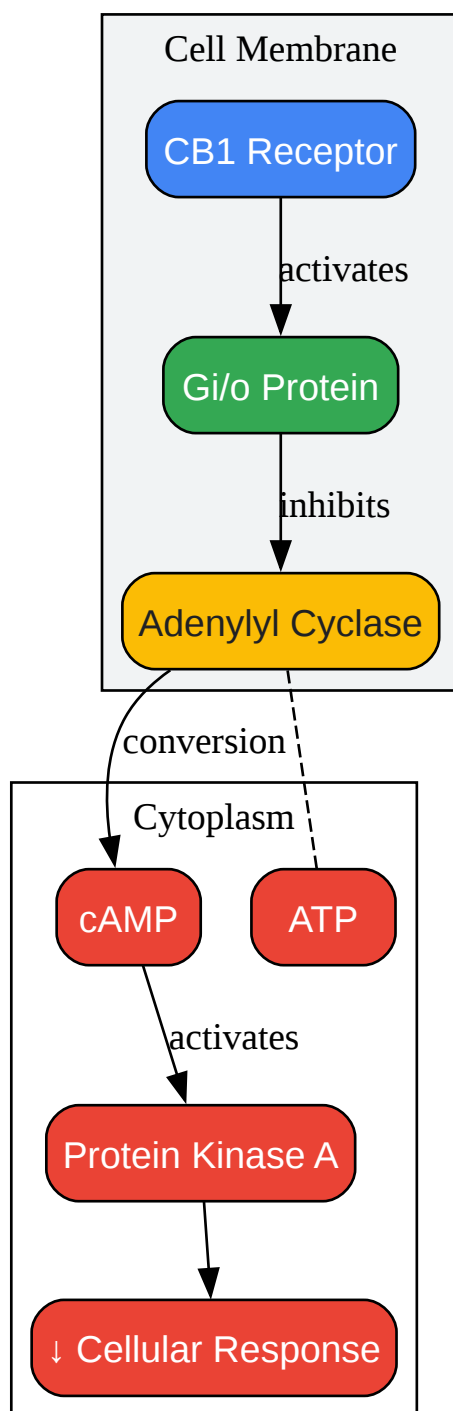 Cell Membrane
CB1 Receptor
activates
Gi/o Protein
inhibits
Adenylyl Cyclase
conversion
Cytoplasm
cAMP
ATP
activates
Protein Kinase A
↓ Cellular Response